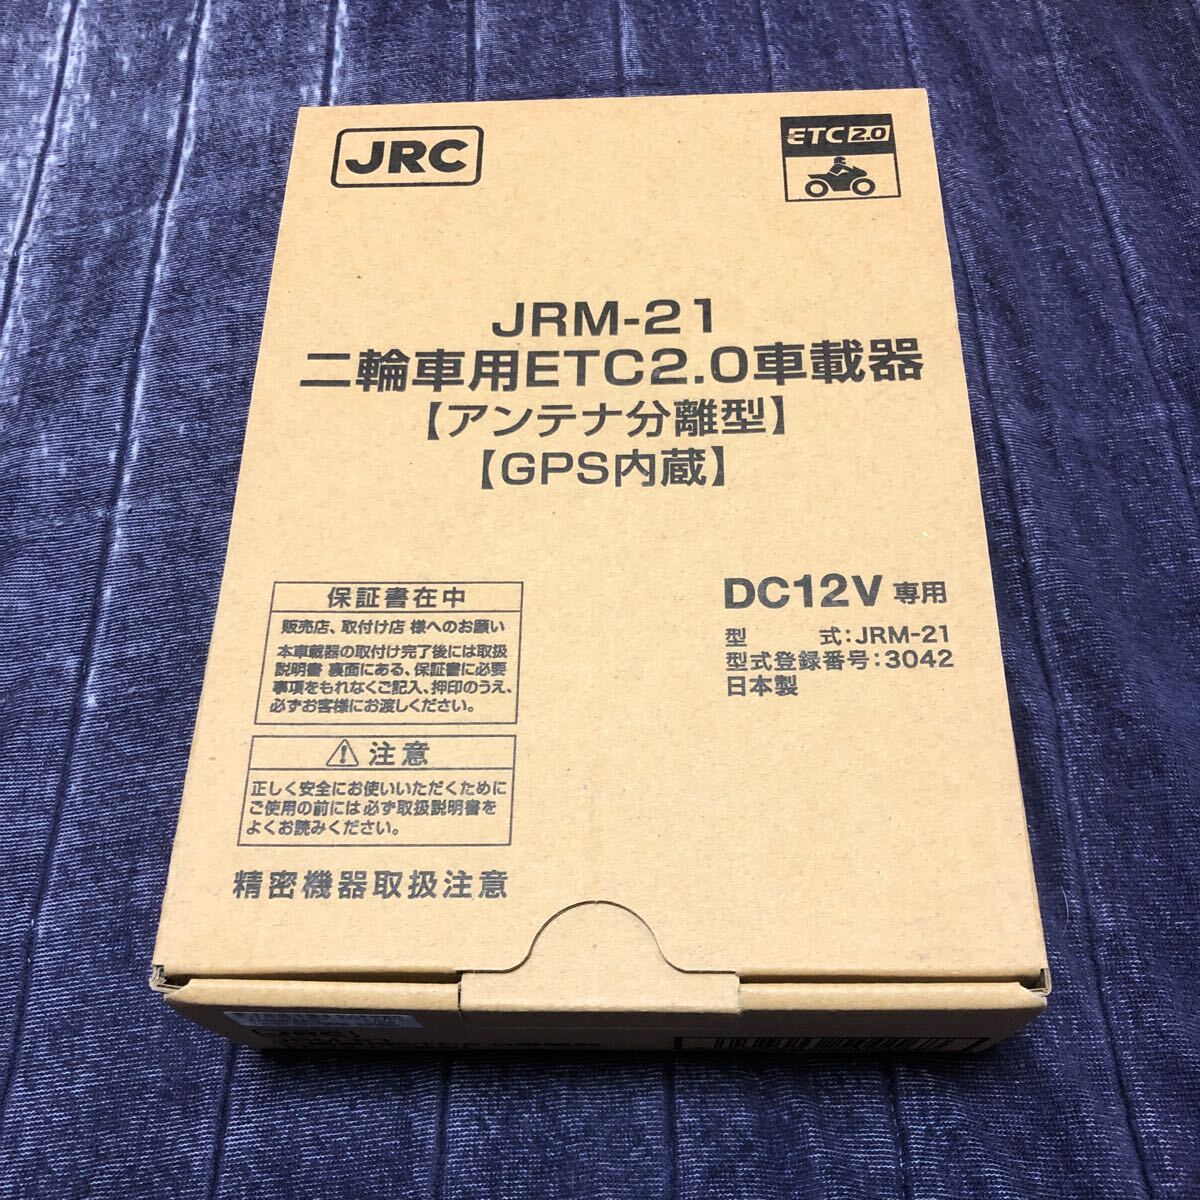 JRC
ETC2.0
JRM-21
二輪車用ETC2.0車載器
【アンテナ分離型】
【GPS内蔵】
保証書在中
販売店、取付け店 様へのお願い
本車載器の取付け完了後には取扱
説明書 裏面にある、保証書に必要
事項をもれなくご記入、押印のうえ、
必ずお客様にお渡しください。
注意
正しく安全にお使いいただくために
ご使用の前には必ず取扱説明書を
よくお読みください。
精密機器取扱注意
DC12V 専用
型 式:JRM-21
型式登録番号:3042
日本製
JRC